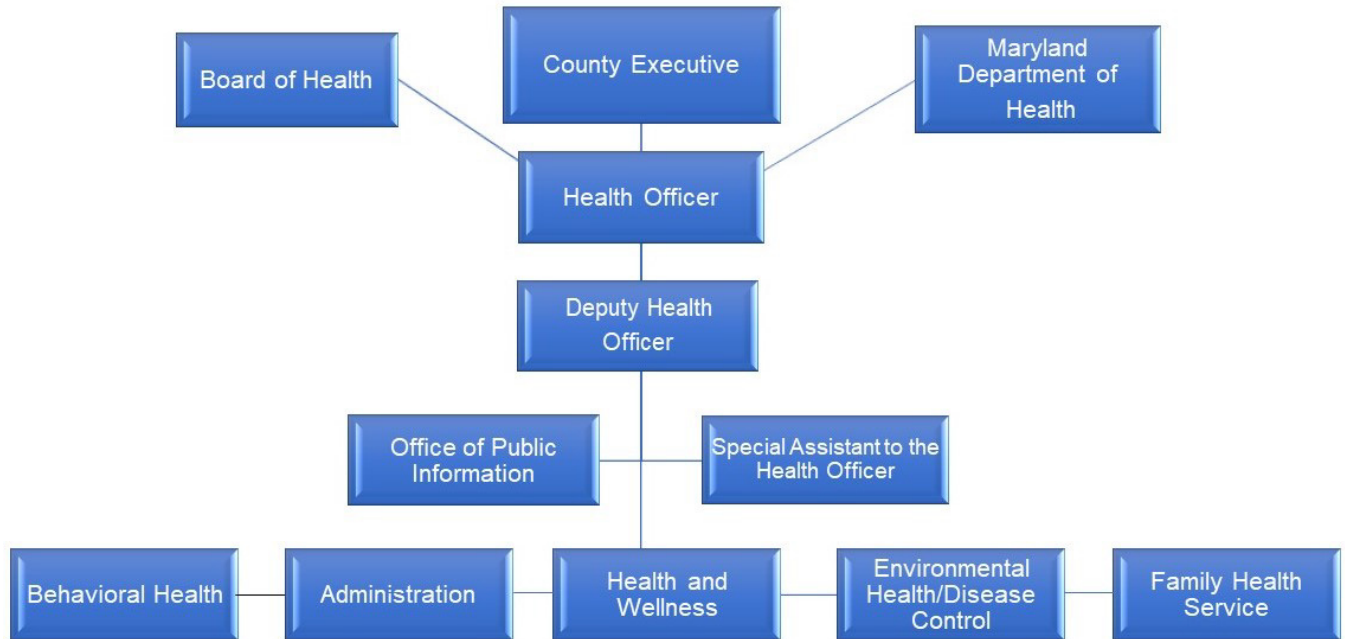 Board of Health
County Executive
Maryland
Department of
Health
Health Officer
Deputy Health
Officer
Office of Public
Information
Special Assistant to the
Health Officer
Behavioral Health
Administration
Health and
Wellness
Environmental
Health/Disease
Control
Family Health
Service